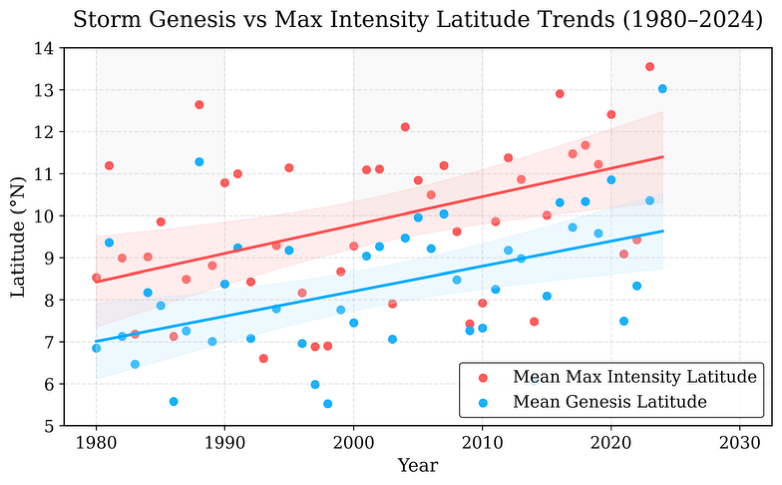 Storm Genesis vs Max Intensity Latitude Trends (1980–2024)
14
13
12
11
10
9
8
7
6
5
Latitude (°N)
Mean Max Intensity Latitude
Mean Genesis Latitude
1980 1990 2000 2010 2020 2030
Year